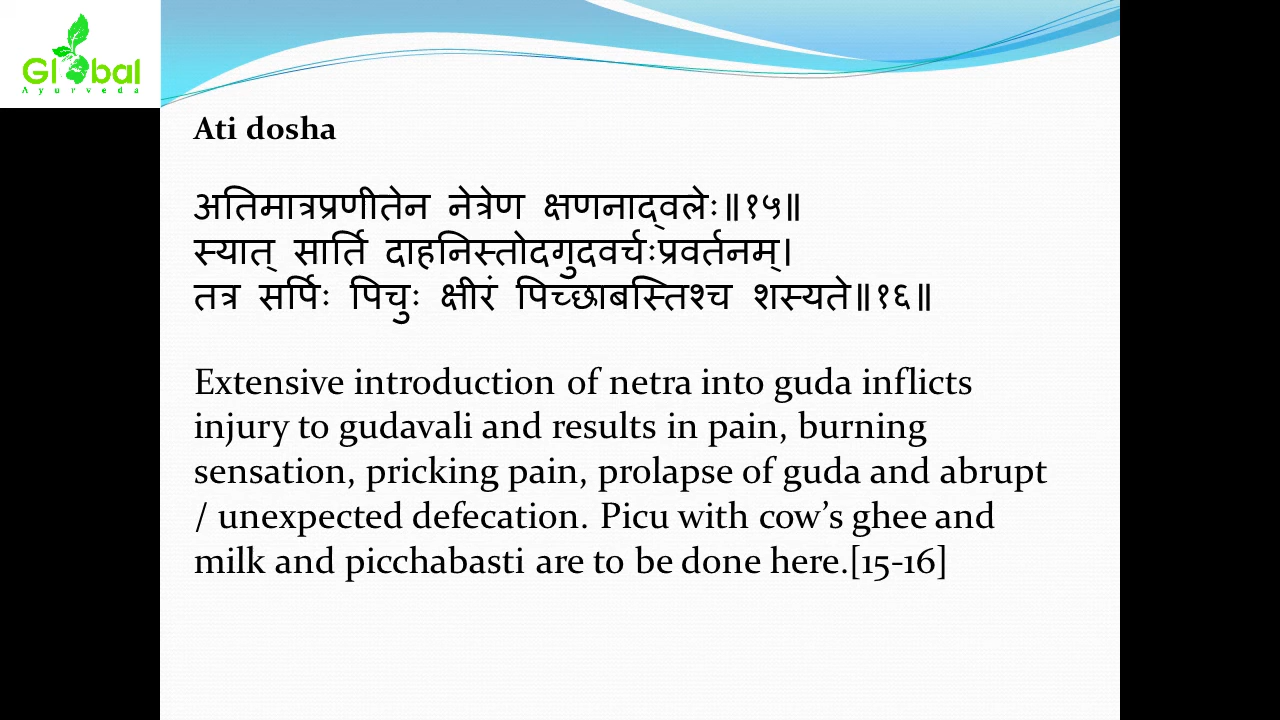 Global
Ayurveda
Ati dosha
अतिमात्रप्रणीतेन नेत्रेण क्षणनाद्वलेः॥१५॥
स्यात् सार्ति दाहनिस्तोदगुदवर्चःप्रवर्तनम्।
तत्र सर्पिः पिचुः क्षीरं पिच्छाबस्तिश्च शस्यते॥१६॥
Extensive introduction of netra into guda inflicts
injury to gudavali and results in pain, burning
sensation, pricking pain, prolapse of guda and abrupt
/ unexpected defecation. Picu with cow’s ghee and
milk and picchabasti are to be done here.[15-16]